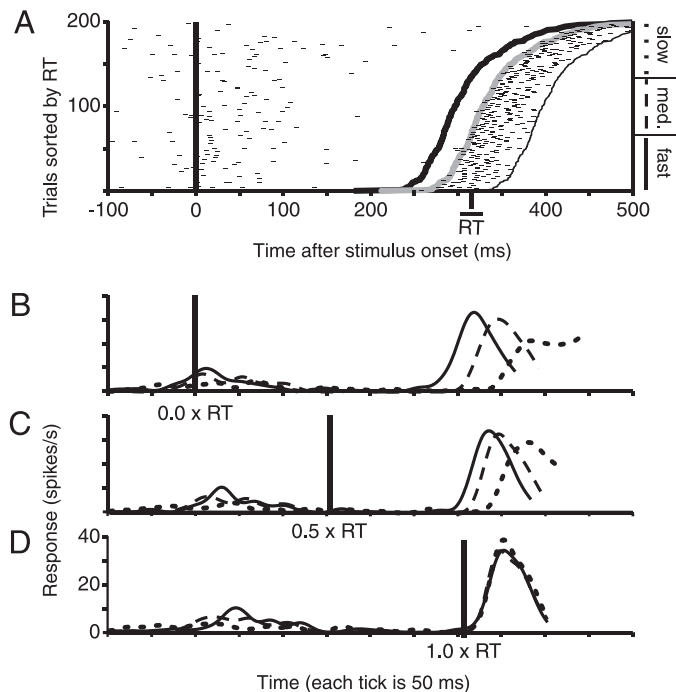 A
200
100
1
Trials sorted by RT
slow
med.
fast
-100 0 100 200 300 400 500
RT
Time after stimulus onset (ms)
B
0.0 x RT
C
0.5 x RT
Response (spikes/s)
D
40
20
0
1.0 x RT
Time (each tick is 50 ms)